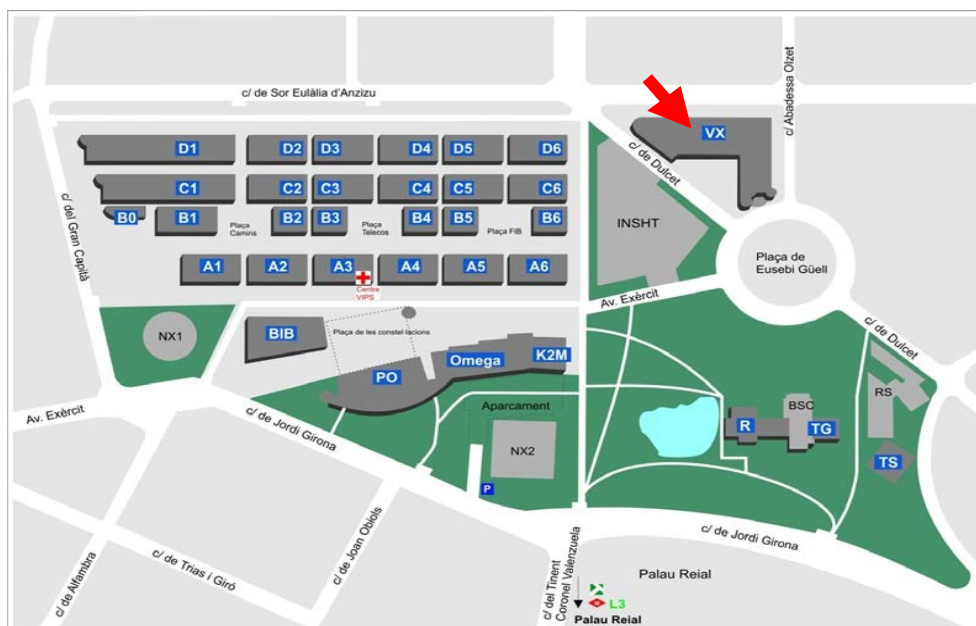 c/ de Sor Eulàlia d'Anzizu
c/ Abadessa Olzet
VX
c/ de Dulcet
D1
D2
D3
D4
D5
D6
C1
C2
C3
C4
C5
C6
c/ del Gran Capità
B0
B1
Plaça
Camins
B2
B3
Plaça
Telecos
B4
B5
Plaça FIB
B6
INSHT
Plaça de
Eusebi Güell
A1
A2
A3
A4
A5
A6
Centre
VIPS
Av. Exèrcit
c/ de Dulcet
NX1
BIB
Plaça de les constel lacions
PO
Omega
K2M
Av. Exèrcit
c/ de Jordi Girona
Aparcament
NX2
P
R
BSC
TG
RS
TS
c/ de Jordi Girona
c/ de Alfambra
c/ de Trias i Giró
c/ de Joan Obiols
c/ del Tinent
Coronel Valenzuela
Palau Reial
M
L3
Palau Reial